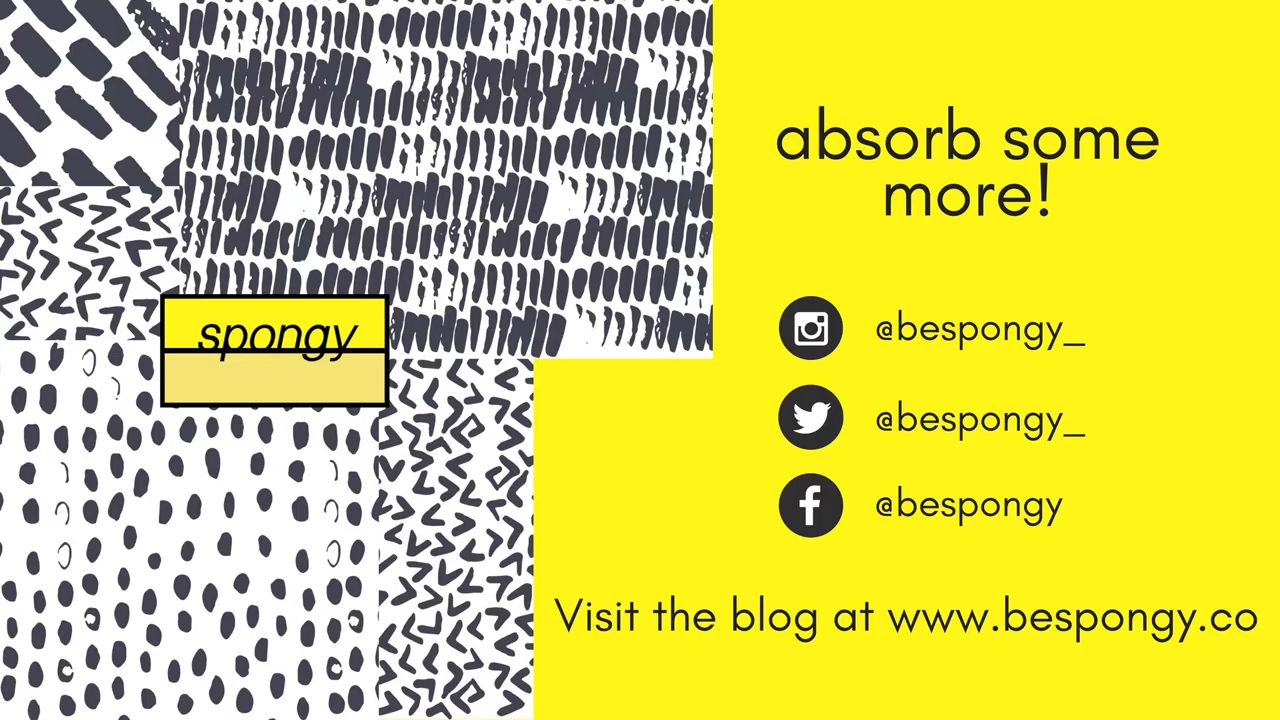 spongy
absorb some
more!
@bespongy_
@bespongy_
@bespongy
Visit the blog at www.bespongy.co